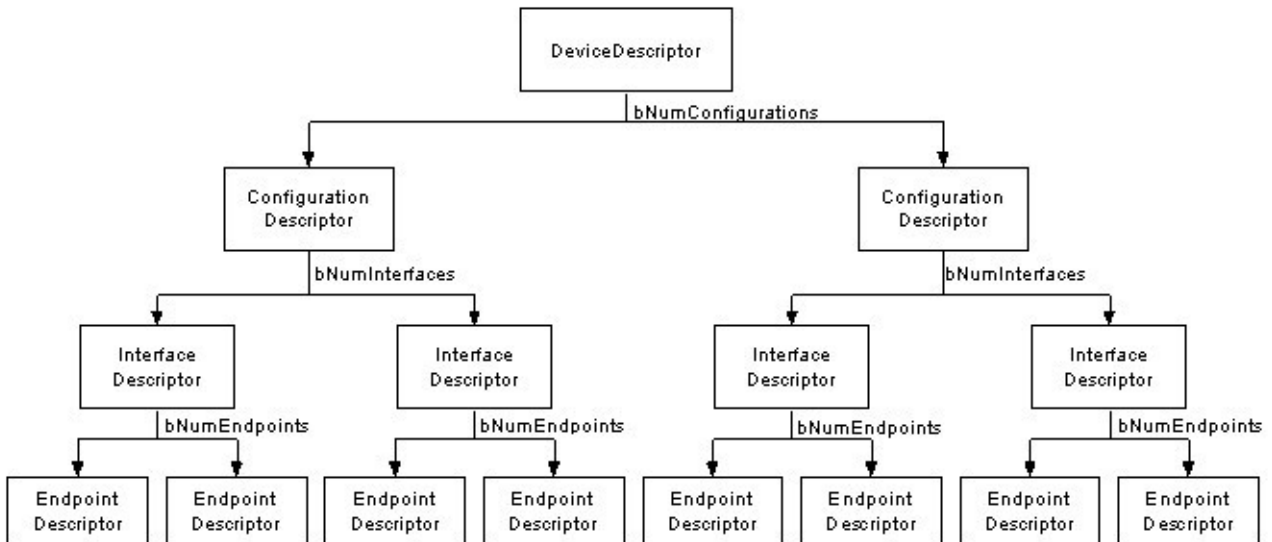 DeviceDescriptor
bNumConfigurations
Configuration
Descriptor
Configuration
Descriptor
bNumInterfaces
bNumInterfaces
Interface
Descriptor
Interface
Descriptor
Interface
Descriptor
Interface
Descriptor
bNumEndpoints
bNumEndpoints
bNumEndpoints
bNumEndpoints
Endpoint
Descriptor
Endpoint
Descriptor
Endpoint
Descriptor
Endpoint
Descriptor
Endpoint
Descriptor
Endpoint
Descriptor
Endpoint
Descriptor
Endpoint
Descriptor